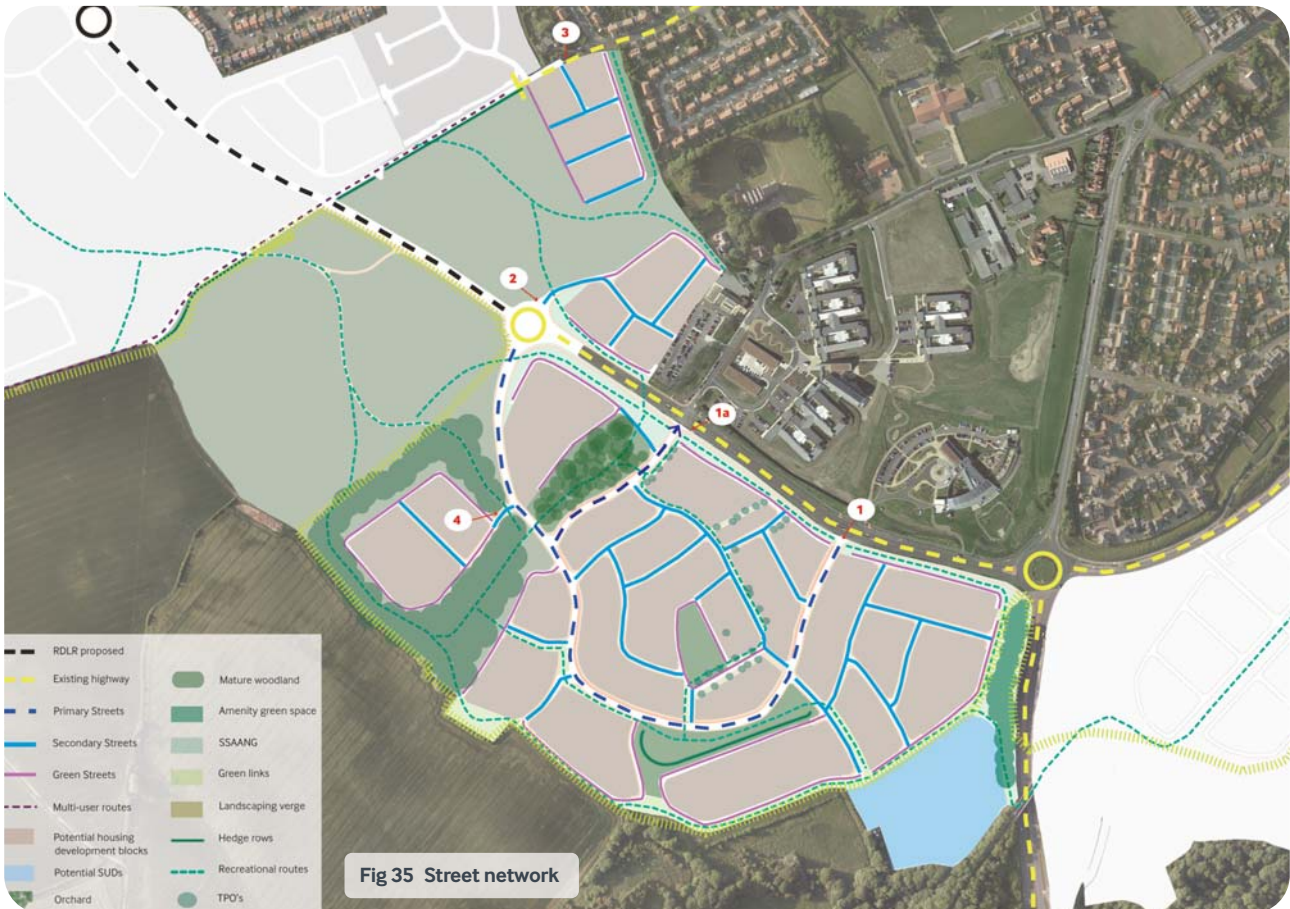 3
2
1a
1
4
RDLR proposed
Existing highway
Primary Streets
Secondary Streets
Green Streets
Multi-user routes
Potential housing
development blocks
Potential SUDs
Orchard
Mature woodland
Amenity green space
SSAANG
Green links
Landscaping verge
Hedge rows
Recreational routes
TPO's
Fig 35 Street network